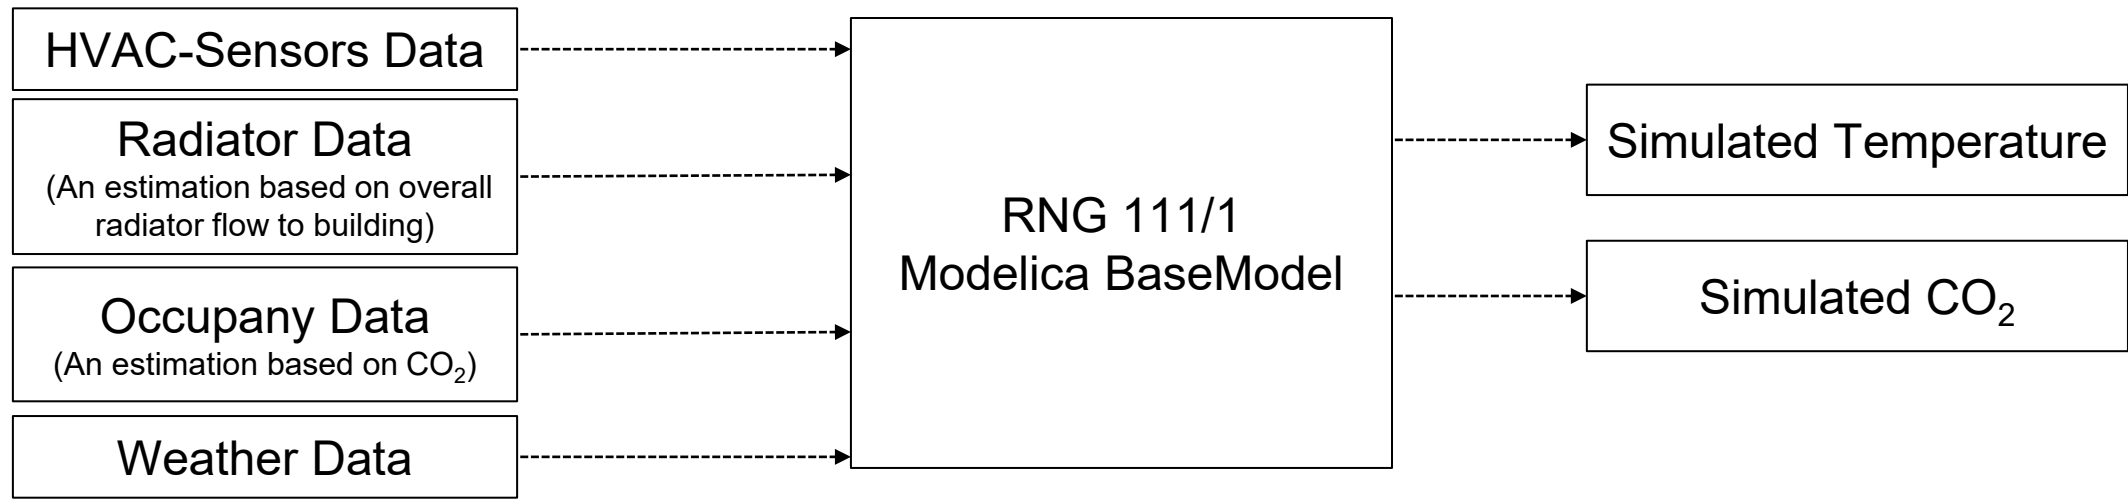 HVAC-Sensors Data
Radiator Data
(An estimation based on overall
radiator flow to building)
Occupany Data
(An estimation based on CO₂)
Weather Data
RNG 111/1
Modelica BaseModel
Simulated Temperature
Simulated CO₂